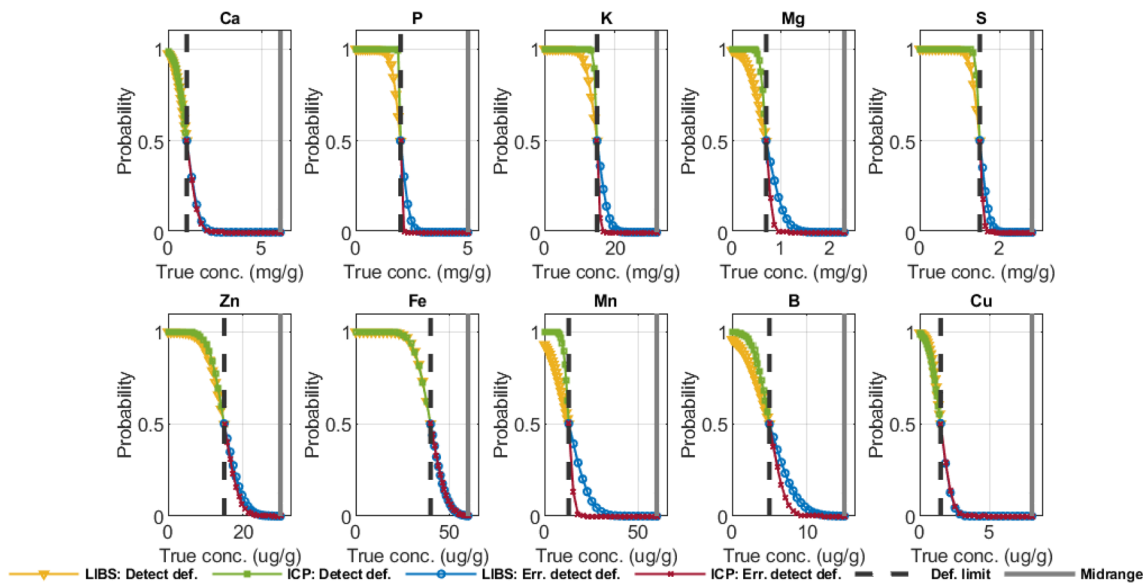 Ca P K Mg S
1 1 1 1 1
Probability Probability Probability Probability Probability
0.5 0.5 0.5 0.5 0.5
0 0 0 0 0
0 5 0 5 0 20 0 1 2 0 2
True conc. (mg/g) True conc. (mg/g) True conc. (mg/g) True conc. (mg/g) True conc. (mg/g)
Zn Fe Mn B Cu
1 1 1 1 1
Probability Probability Probability Probability Probability
0.5 0.5 0.5 0.5 0.5
0 0 0 0 0
0 20 0 50 0 50 0 10 0 5
True conc. (ug/g) True conc. (ug/g) True conc. (ug/g) True conc. (ug/g) True conc. (ug/g)
LIBS: Detect def. ICP: Detect def. LIBS: Err. detect def. ICP: Err. detect def. Def. limit Midrange